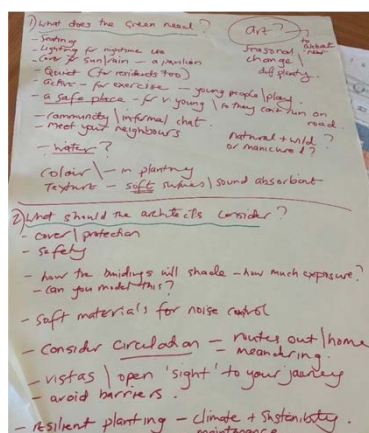 1) What does the Green need?
art?
to celebrate
- Seating
- Lighting for nightime use
- Cover for sun/rain - a pavilion
- Quiet (for residents too)
seasonal
change/
diff planting.
- active - for exercise - young people/play.
- a safe place - for v. young/so they can't run on
road.
- community/informal chat.
- meet your neighbours
natural + wild?
or manicured?
- water?
colour/- in planting
Texture - soft surfaces/sound absorbent
2) What should the architects consider?
- cover/protection
- safety
- how the buildings will shade - how much exposure?
- can you model this?
- soft materials for noise control
- Consider circulation - routes out/home
- meandering.
- vistas/open 'sight' to your journey
- avoid barriers.
- resilient planting - climate + sustainability.
maintenance